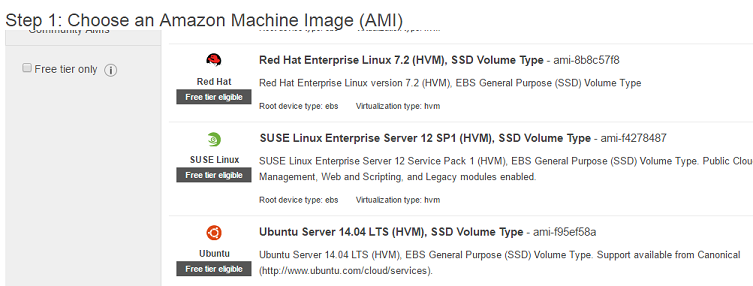 Step 1: Choose an Amazon Machine Image (AMI)
Community AMIs
Free tier only i
Red Hat
Free tier eligible
Red Hat Enterprise Linux 7.2 (HVM), SSD Volume Type - ami-8b8c57f8
Red Hat Enterprise Linux version 7.2 (HVM), EBS General Purpose (SSD) Volume Type
Root device type: ebs Virtualization type: hvm
SUSE Linux
Free tier eligible
SUSE Linux Enterprise Server 12 SP1 (HVM), SSD Volume Type - ami-f4278487
SUSE Linux Enterprise Server 12 Service Pack 1 (HVM), EBS General Purpose (SSD) Volume Type. Public Clou
Management, Web and Scripting, and Legacy modules enabled.
Root device type: ebs Virtualization type: hvm
Ubuntu
Free tier eligible
Ubuntu Server 14.04 LTS (HVM), SSD Volume Type - ami-f95ef58a
Ubuntu Server 14.04 LTS (HVM), EBS General Purpose (SSD) Volume Type. Support available from Canonical
(http://www.ubuntu.com/cloud/services).